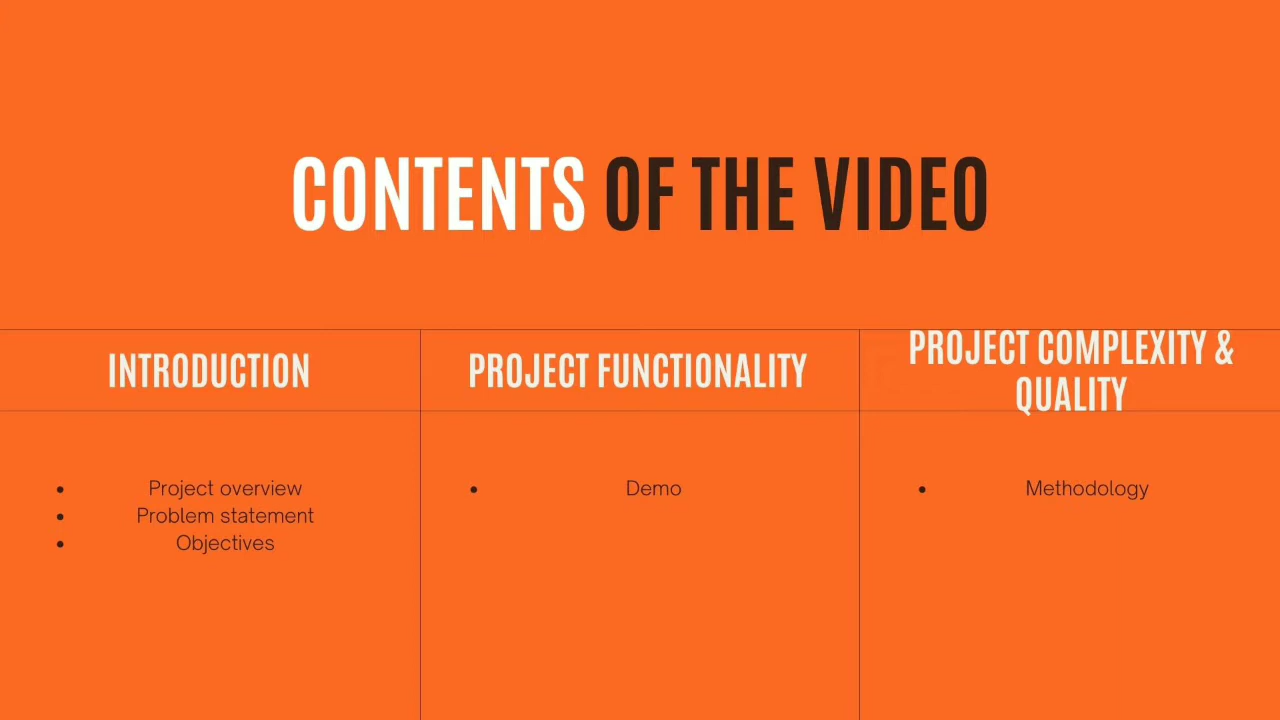 CONTENTS OF THE VIDEO
INTRODUCTION
• Project overview
• Problem statement
• Objectives
PROJECT FUNCTIONALITY
• Demo
PROJECT COMPLEXITY &
QUALITY
• Methodology